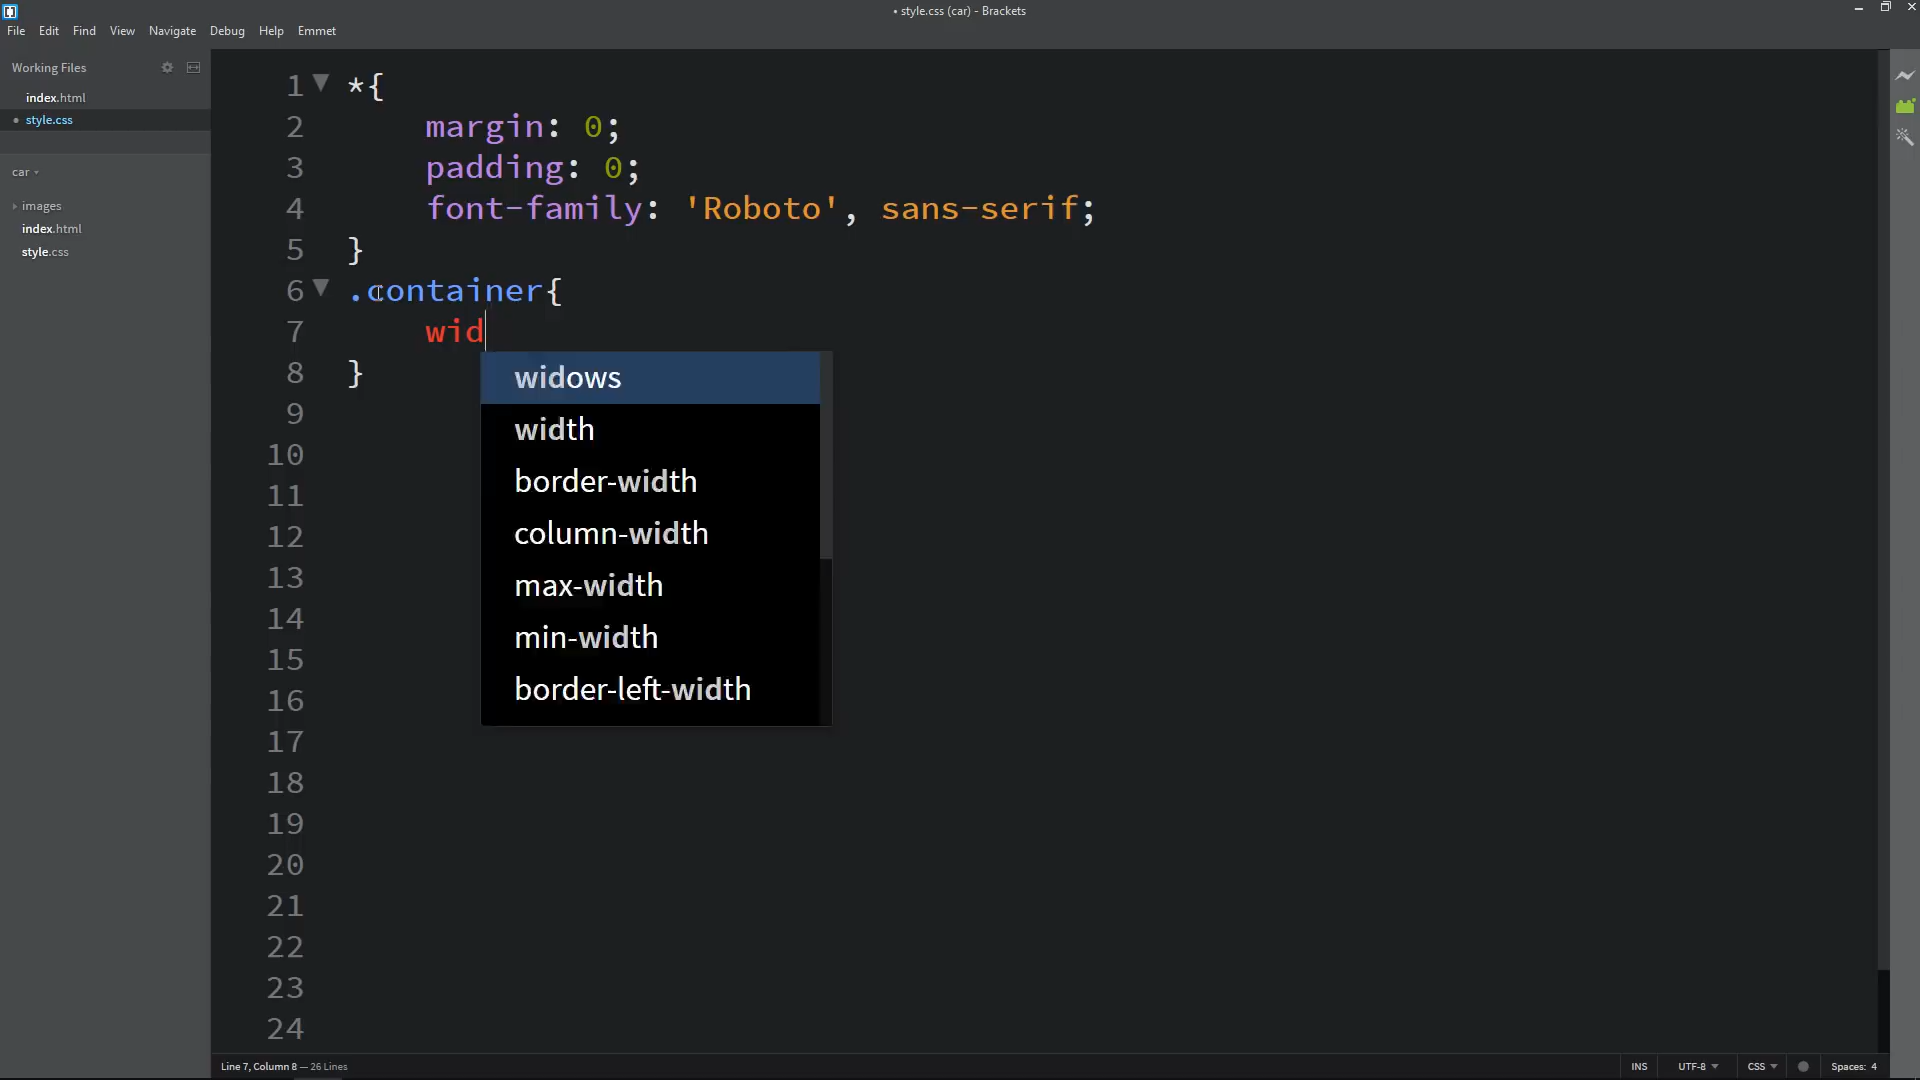 • style.css (car) - Brackets
File Edit Find View Navigate Debug Help Emmet
Working Files
index.html
• style.css
car
images
index.html
style.css
1 *{
2 margin: 0;
3 padding: 0;
4 font-family: 'Roboto', sans-serif;
5 }
6 .container{
7 wid
8 }
9
10
11
12
13
14
15
16
17
18
19
20
21
22
23
24
widows
width
border-width
column-width
max-width
min-width
border-left-width
Line 7, Column 8 — 26 Lines
INS UTF-8 CSS Spaces: 4